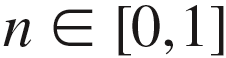 n ∈ [0,1]